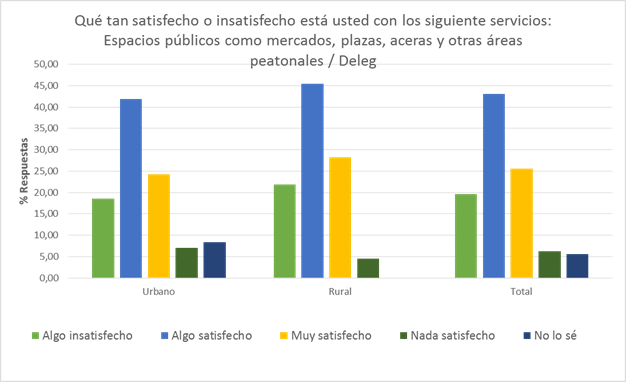 Qué tan satisfecho o insatisfecho está usted con los siguiente servicios:
Espacios públicos como mercados, plazas, aceras y otras áreas
peatonales / Deleg
50,00
45,00
40,00
35,00
30,00
25,00
20,00
15,00
10,00
5,00
0,00
% Respuestas
Urbano Rural Total
Algo insatisfecho Algo satisfecho Muy satisfecho Nada satisfecho No lo sé